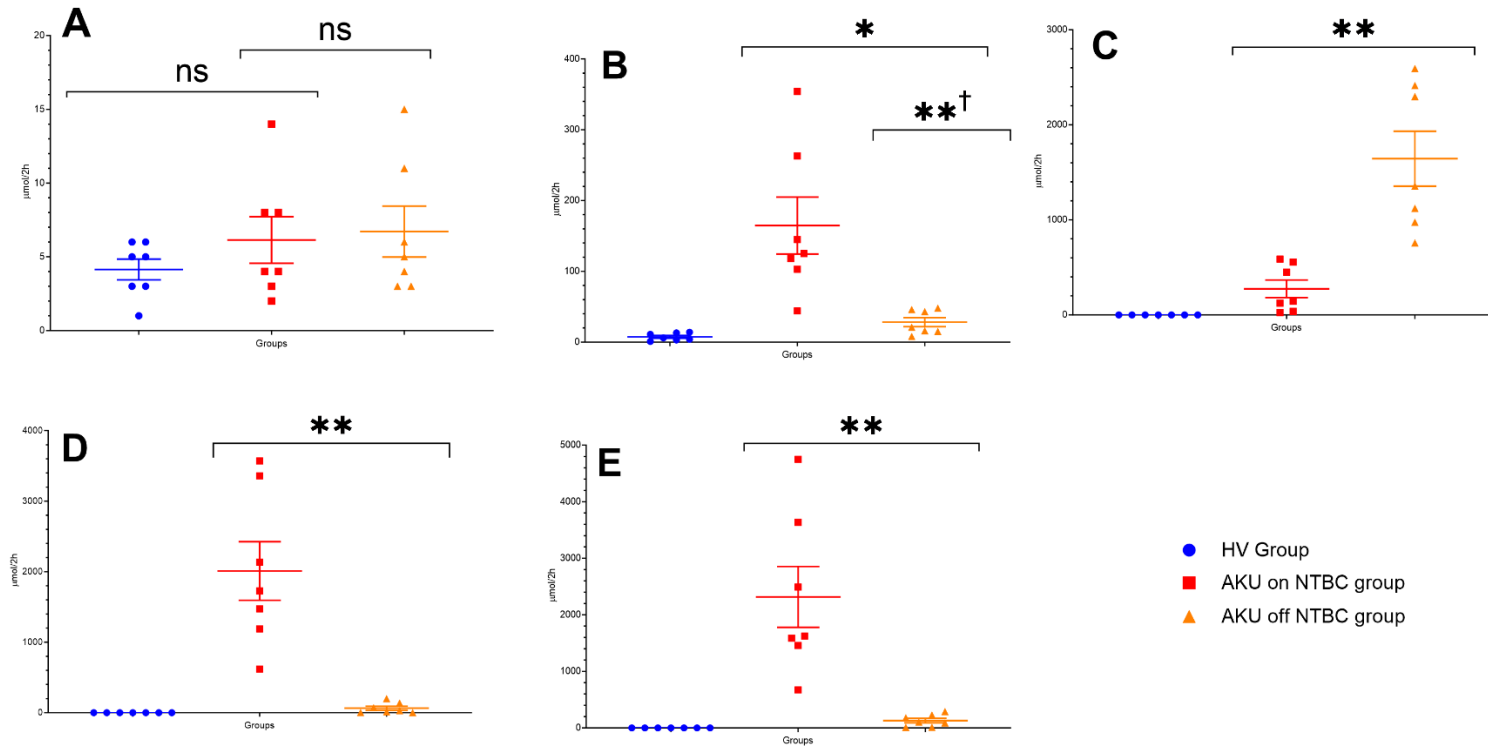 A
ns
ns
20
15
10
5
0
µmol/2h
Groups
B
*
**†
400
300
200
100
0
µmol/2h
Groups
C
**
3000
2000
1000
0
µmol/2h
Groups
D
**
4000
3000
2000
1000
0
µmol/2h
Groups
E
**
5000
4000
3000
2000
1000
0
µmol/2h
Groups
HV Group
AKU on NTBC group
AKU off NTBC group